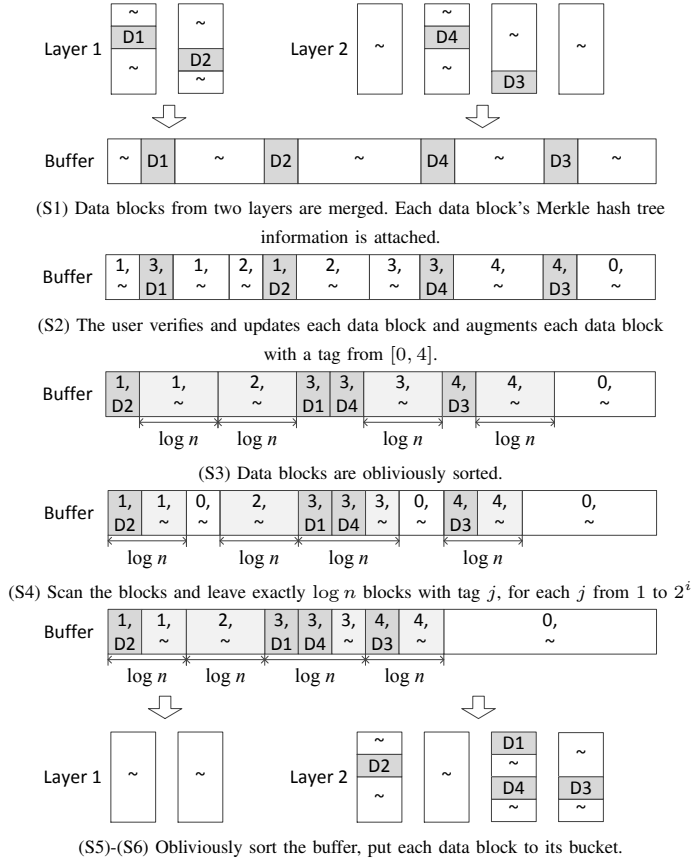 ~ ~
D1 D4 ~
Layer 1 ~ Layer 2 ~ ~
D2
~ ~ ~ D3
Buffer ~ D1 ~ D2 ~ D4 ~ D3 ~
(S1) Data blocks from two layers are merged. Each data block's Merkle hash tree
information is attached.
1, 3, 1, 2, 1, 2, 3, 3, 4, 4, 0,
Buffer
~ D1 ~ ~ D2 ~ ~ D4 ~ D3 ~
(S2) The user verifies and updates each data block and augments each data block
with a tag from [0, 4].
1, 1, 2, 3, 3, 3, 4, 4, 0,
Buffer
D2 ~ ~ D1 D4 ~ D3 ~ ~
log n log n log n log n
(S3) Data blocks are obliviously sorted.
1, 1, 0, 2, 3, 3, 3, 0, 4, 4, 0,
Buffer
D2 ~ ~ ~ D1 D4 ~ ~ D3 ~ ~
log n log n log n log n
(S4) Scan the blocks and leave exactly log n blocks with tag j, for each j from 1 to 2^i
1, 1, 2, 3, 3, 3, 4, 4, 0,
Buffer
D2 ~ ~ D1 D4 ~ D3 ~ ~
log n log n log n log n
~ D1 ~
Layer 1 ~ ~ Layer 2 D2 ~ ~
~ D4 D3
~ ~
(S5)-(S6) Obliviously sort the buffer, put each data block to its bucket.